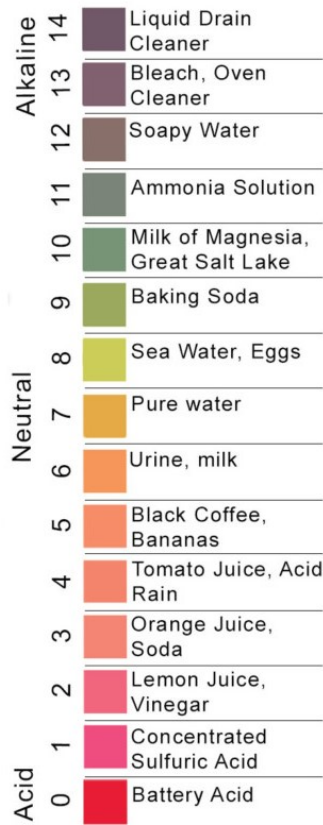 Alkaline
14
Liquid Drain
Cleaner
13
Bleach, Oven
Cleaner
12
Soapy Water
11
Ammonia Solution
10
Milk of Magnesia,
Great Salt Lake
9
Baking Soda
8
Sea Water, Eggs
Neutral
7
Pure water
6
Urine, milk
5
Black Coffee,
Bananas
4
Tomato Juice, Acid
Rain
3
Orange Juice,
Soda
2
Lemon Juice,
Vinegar
1
Concentrated
Sulfuric Acid
Acid
0
Battery Acid